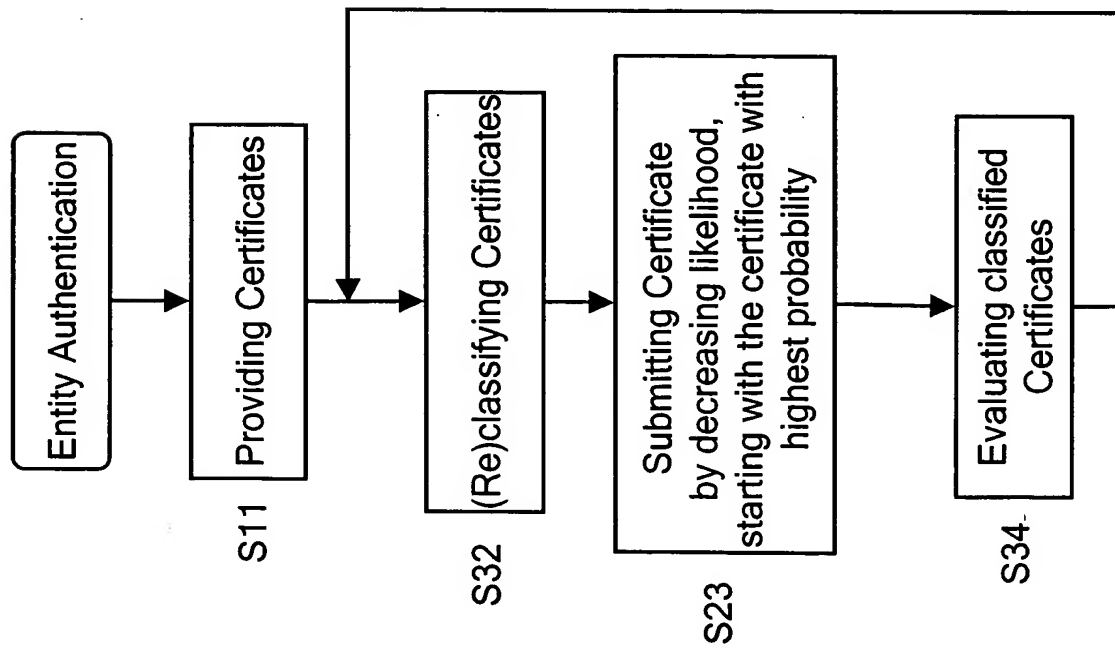 Entity Authentication
S11
Providing Certificates
S32
(Re)classifying Certificates
S23
Submitting Certificate
by decreasing likelihood,
starting with the certificate with
highest probability
S34
Evaluating classified
Certificates